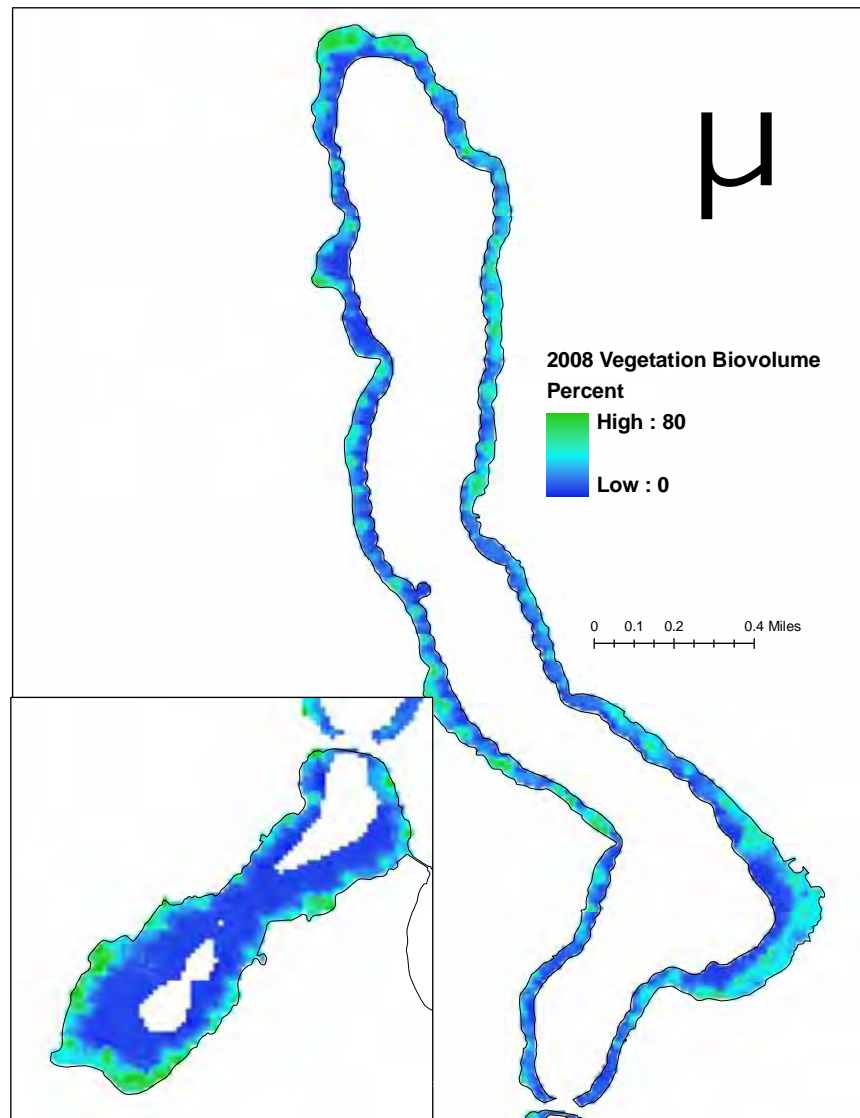 µ
2008 Vegetation Biovolume
Percent
High : 80
Low : 0
0 0.1 0.2 0.4 Miles